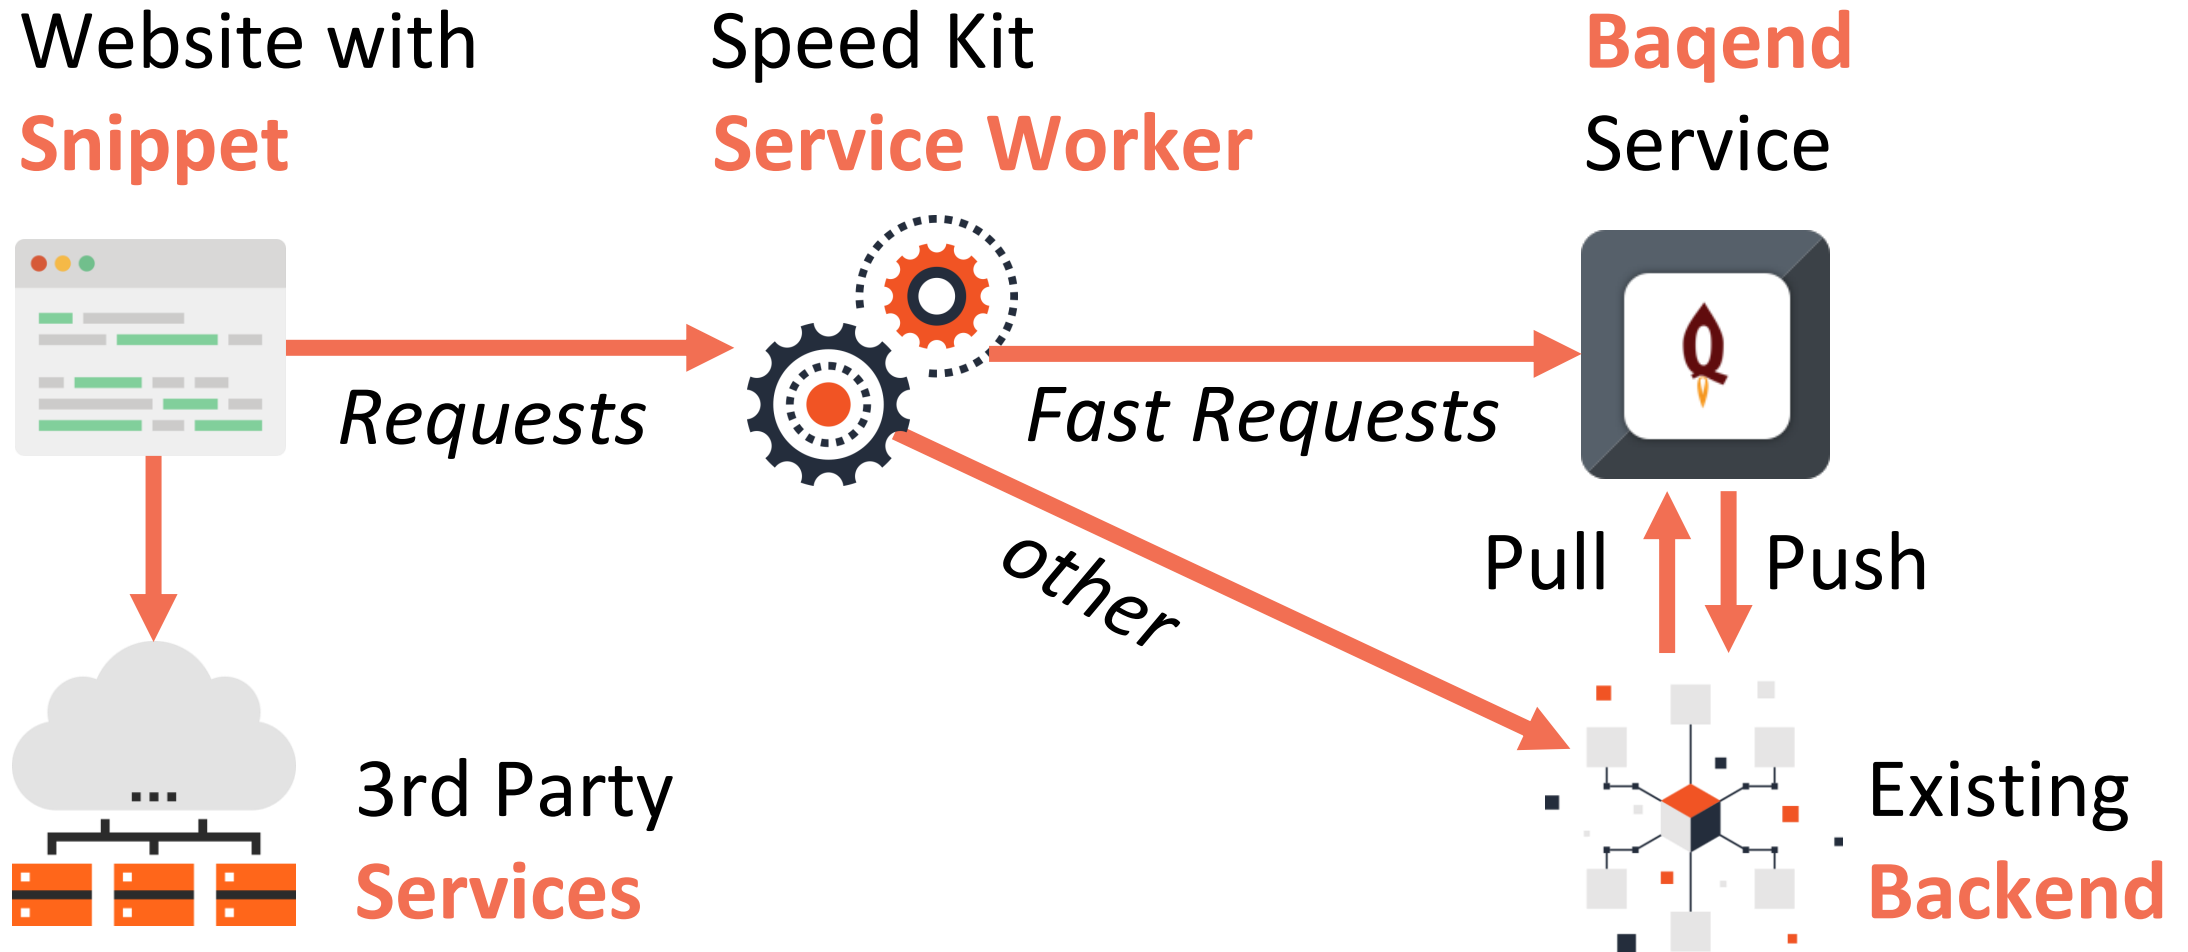 Website with
Snippet
Speed Kit
Service Worker
Baqend
Service
Requests
Fast Requests
other
Pull
Push
3rd Party
Services
Existing
Backend